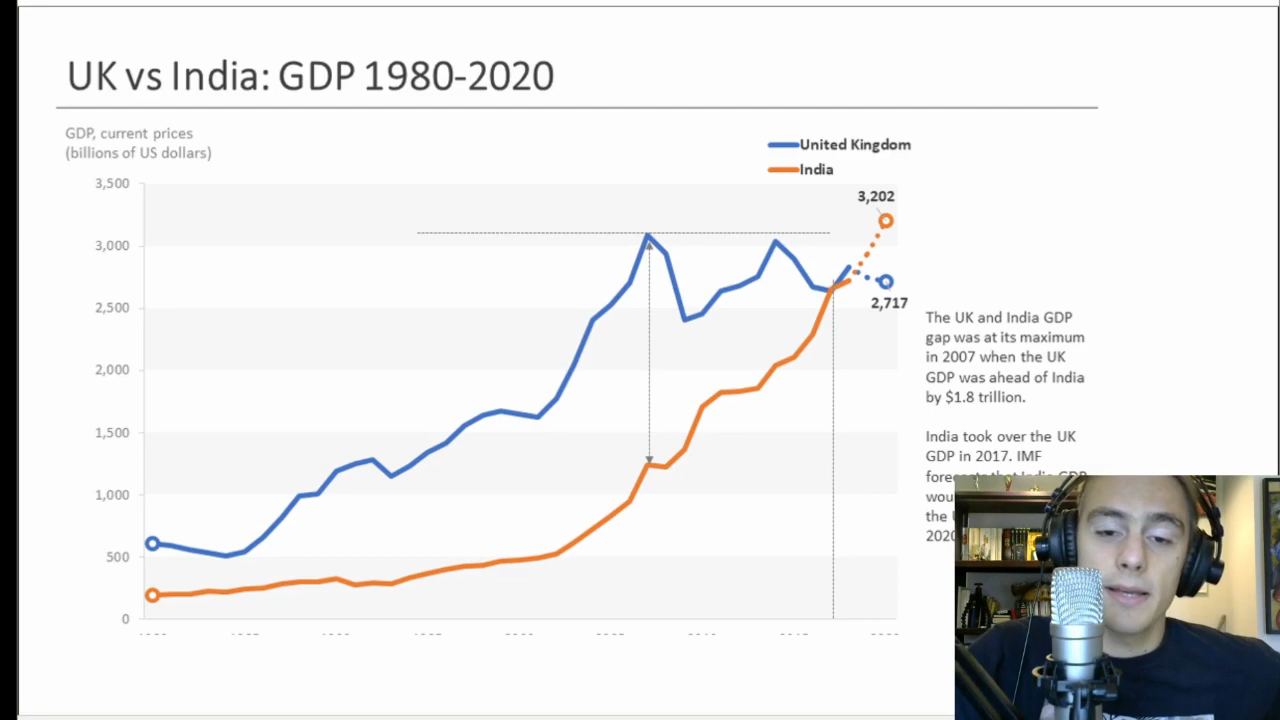 UK vs India: GDP 1980-2020
GDP, current prices
(billions of US dollars)
United Kingdom
India
3,500
3,000
2,500
2,000
1,500
1,000
500
0
3,202
2,717
The UK and India GDP
gap was at its maximum
in 2007 when the UK
GDP was ahead of India
by $1.8 trillion.
India took over the UK
GDP in 2017. IMF